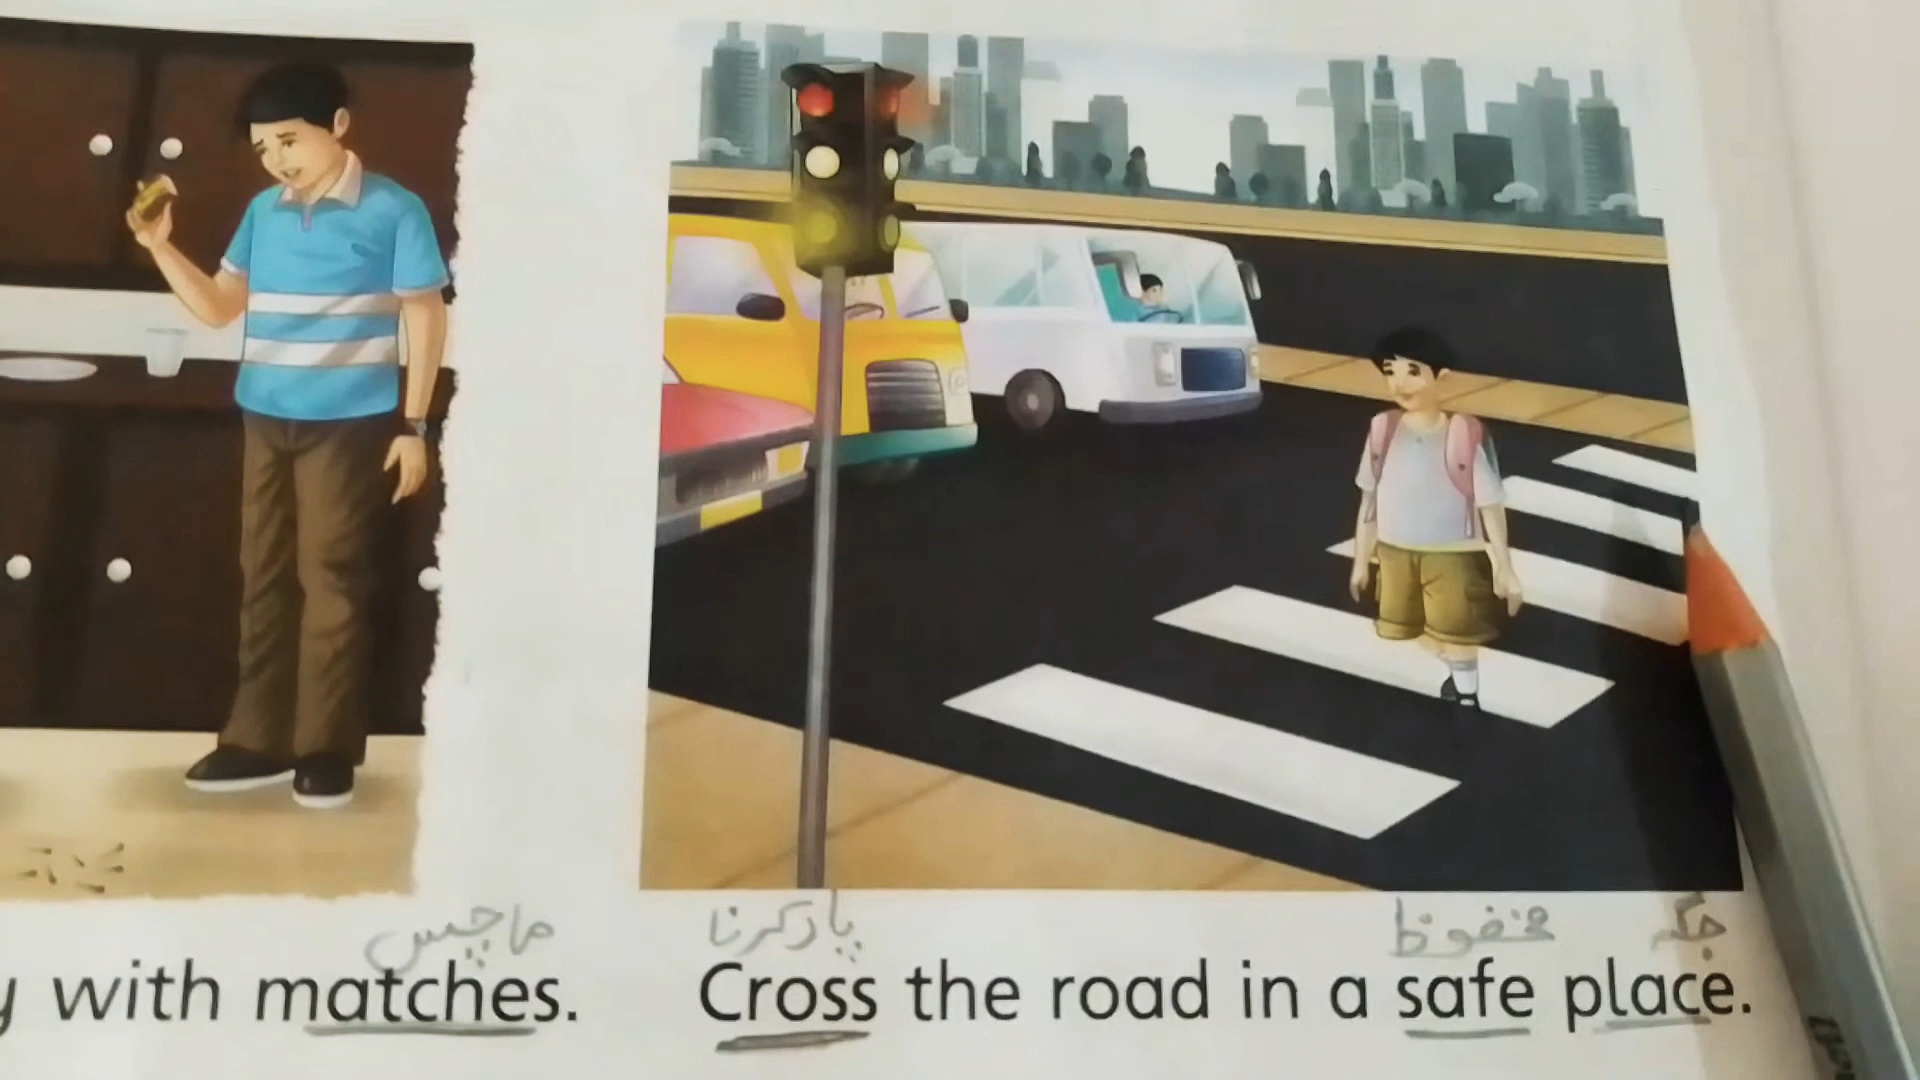 ماچس
پار کرنا
محفوظ
جگہ
with matches.
Cross the road in a safe place.